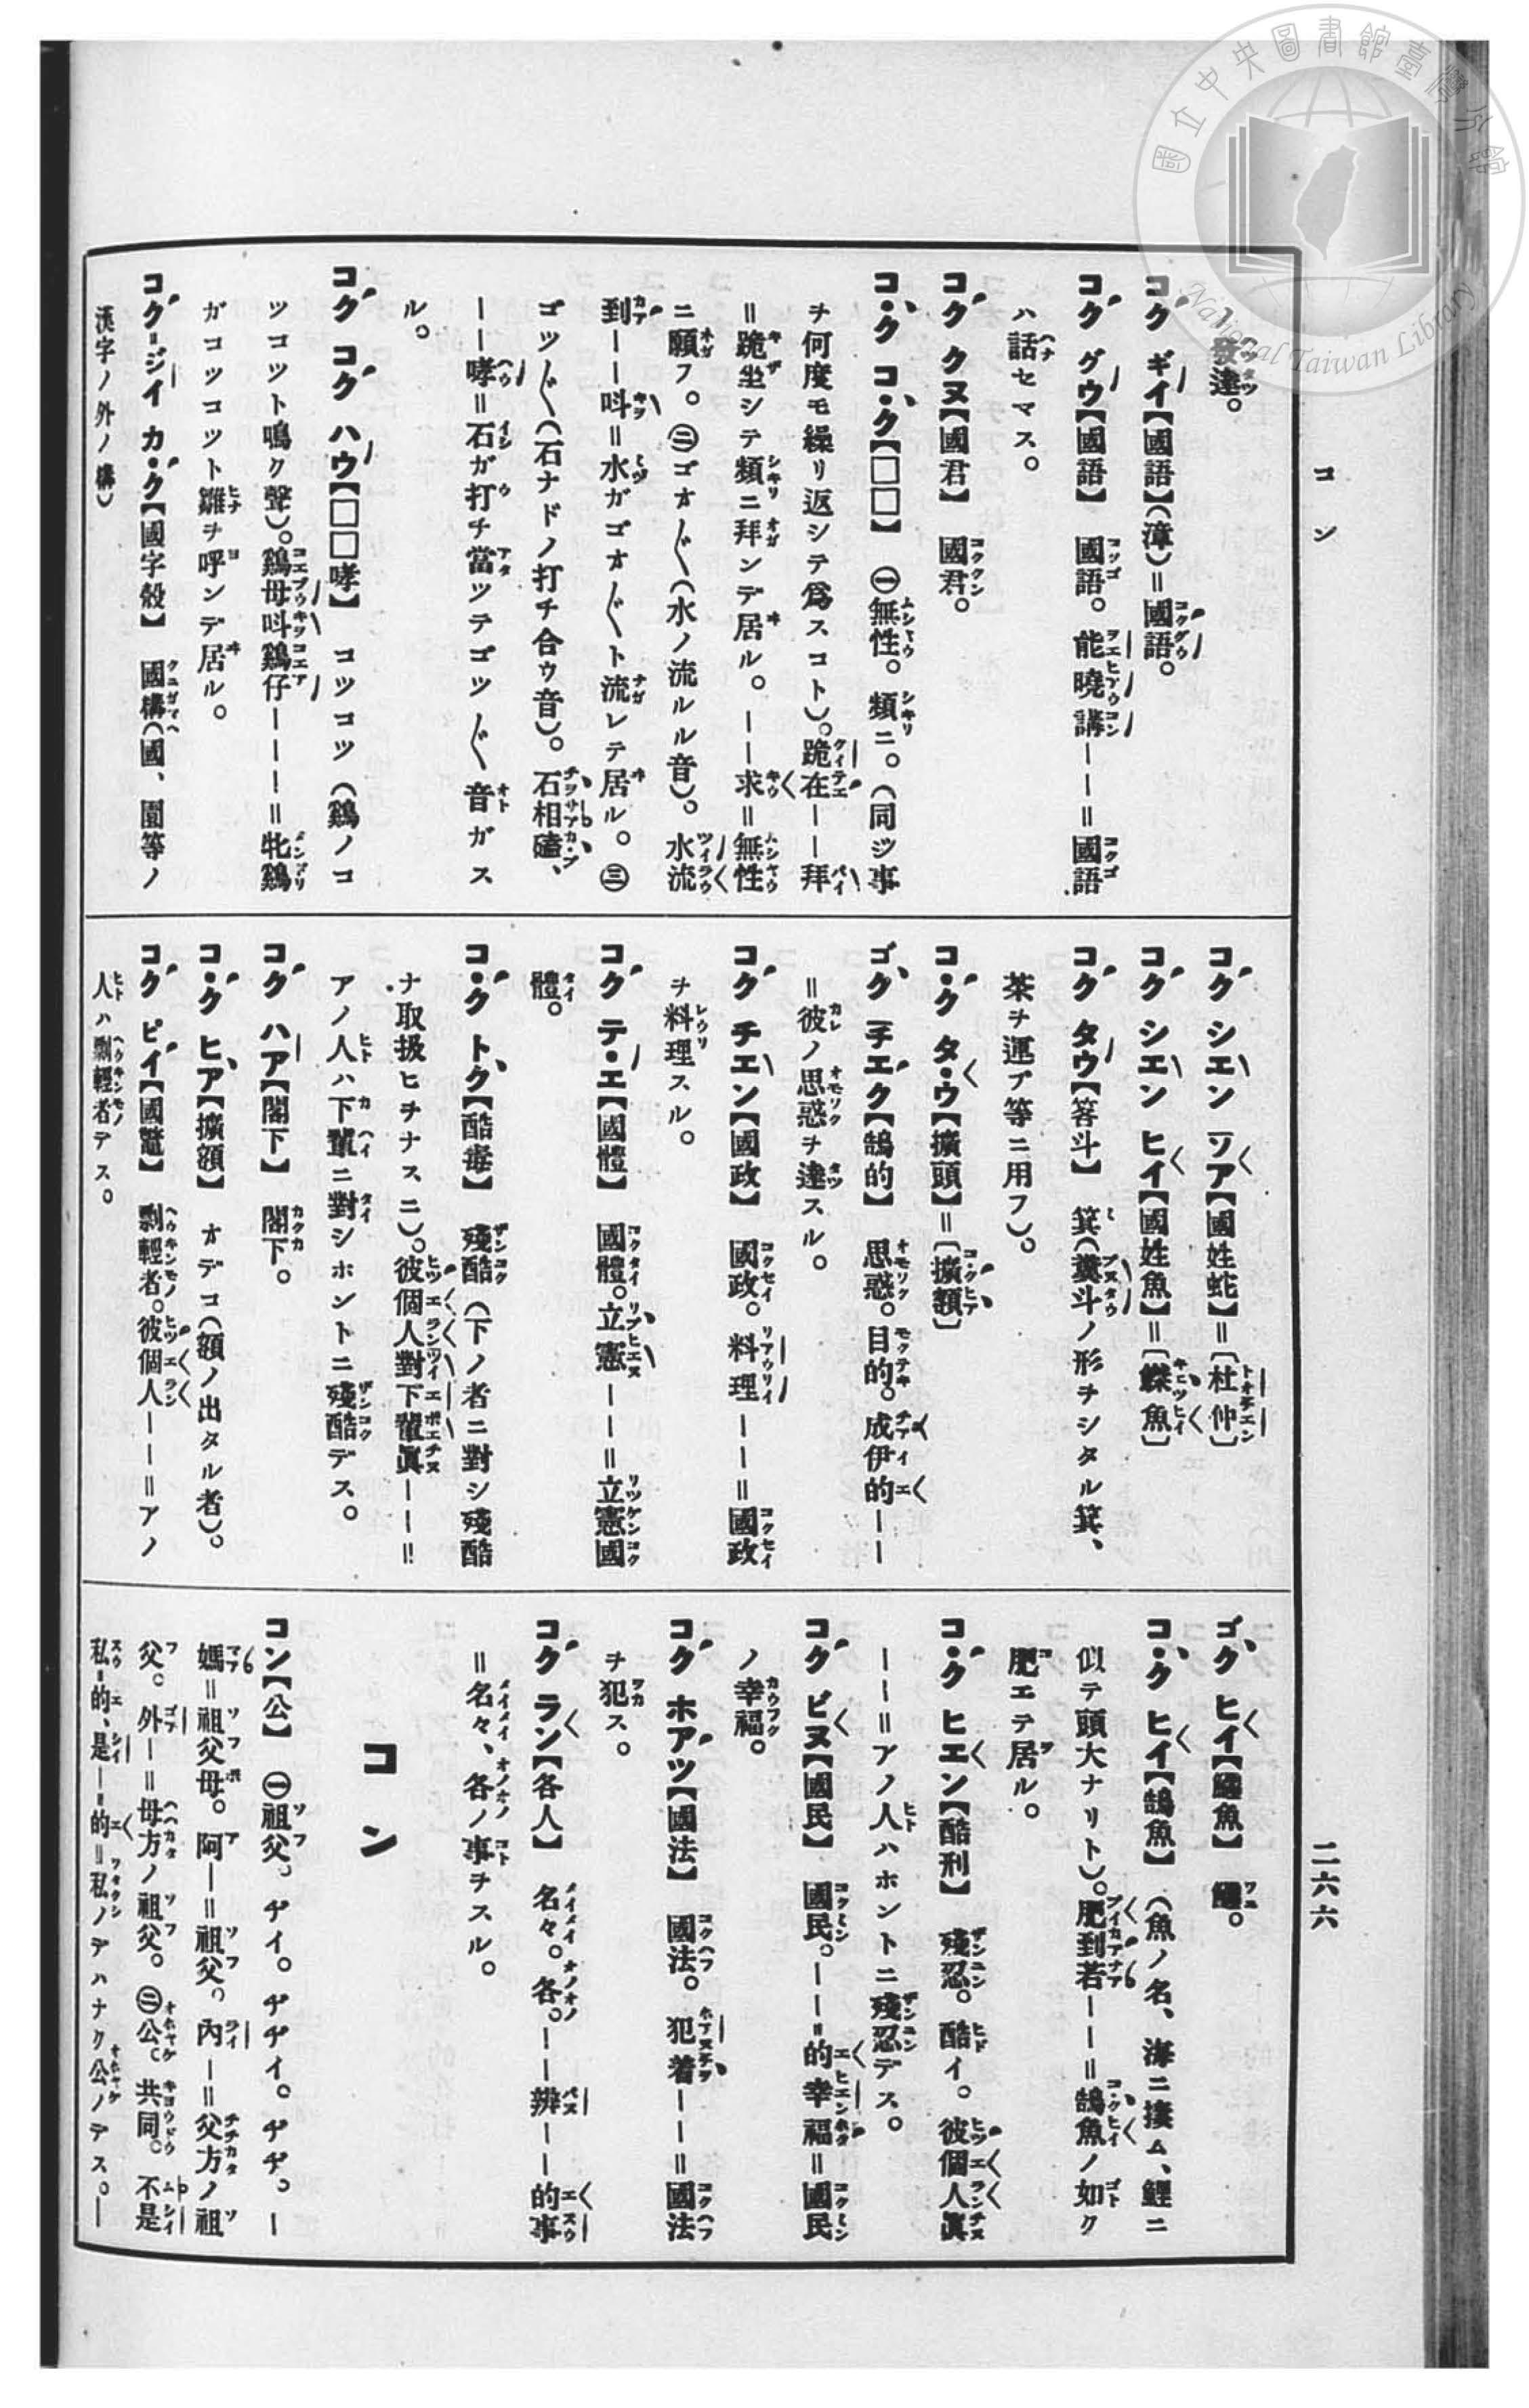 國立中央圖書館臺灣分館
National Taiwan Library
コン
二六六
ノ發達。
コク ギイ【國語】(漳)=國語。
コク グウ【國語】 國語。能曉講——=國語
ハ話セマス。
コク クヌ【國君】 國君。
コ・ク コ・ク【□□】 ㊀無性。頻ニ。(同ジ事
ヲ何度モ繰リ返シテ爲スコト)。跪在——拜
=跪坐シテ頻ニ拜ンデ居ル。——求=無性
ニ願フ。㊁ゴオ〴〵(水ノ流ルル音)。水流
到——呌=水ガゴオ〴〵ト流レテ居ル。㊂
ゴツ〴〵(石ナドノ打チ合ウ音)。石相磕、
——哮=石ガ打チ當ツテゴツ〴〵音ガス
ル。
コク コク ハウ【□□哮】 コツコツ(鷄ノコ
ツコツト鳴ク聲)。鷄母呌鷄仔———=牝鷄
ガコツコツト雛ヲ呼ンデ居ル。
コク-ジイ カ・ク【國字殼】 國構(國、圍等ノ
漢字ノ外ノ構)
コク シエン ソア【國姓蛇】=〔杜仲〕
コク シエン ヒイ【國姓魚】=〔鱖魚〕
コク タウ【笿斗】 箕(糞斗ノ形ヲシタル箕、
茶ヲ運ブ等ニ用フ)。
コ・ク タ・ウ【擴頭】=〔擴額〕
ゴク チエク【鵠的】 思惑。目的。成伊的——
=彼ノ思惑ヲ達スル。
コク チエン【國政】 國政。料理——=國政
ヲ料理スル。
コク テ・エ【國體】 國體。立憲——=立憲國
體。
コ・ク トク【酷毒】 殘酷(下ノ者ニ對シ殘酷
ナ取扱ヒヲナスニ)。彼個人對下輩眞——=
アノ人ハ下輩ニ對シホントニ殘酷デス。
コク ハア【閣下】 閣下。
コ・ク ヒア【擴額】 オデコ(額ノ出タル者)。
コク ピイ【國鼈】 剽輕者。彼個人——=アノ
人ハ剽輕者デス。
ゴク ヒイ【鱷魚】 鱷。
コ・ク ヒイ【鵠魚】 (魚ノ名、海ニ棲ム、鯉ニ
似テ頭大ナリト)。肥到若——=鵠魚ノ如ク
肥エテ居ル。
コ・ク ヒエン【酷刑】 殘忍。酷イ。彼個人眞
——=アノ人ハホントニ殘忍デス。
コク ビヌ【國民】 國民。——-的幸福=國民
ノ幸福。
コク ホアツ【國法】 國法。犯着——=國法
ヲ犯ス。
コク ラン【各人】 名々。各。——辨——的事
=名々、各ノ事ヲスル。
コン
コン【公】 ㊀祖父。ヂイ。ヂヂイ。ヂヂ。—
媽=祖父母。阿—=祖父。內—=父方ノ祖
父。外—=母方ノ祖父。㊁公。共同。不是
私-的、是—-的=私ノデハナク公ノデス。—